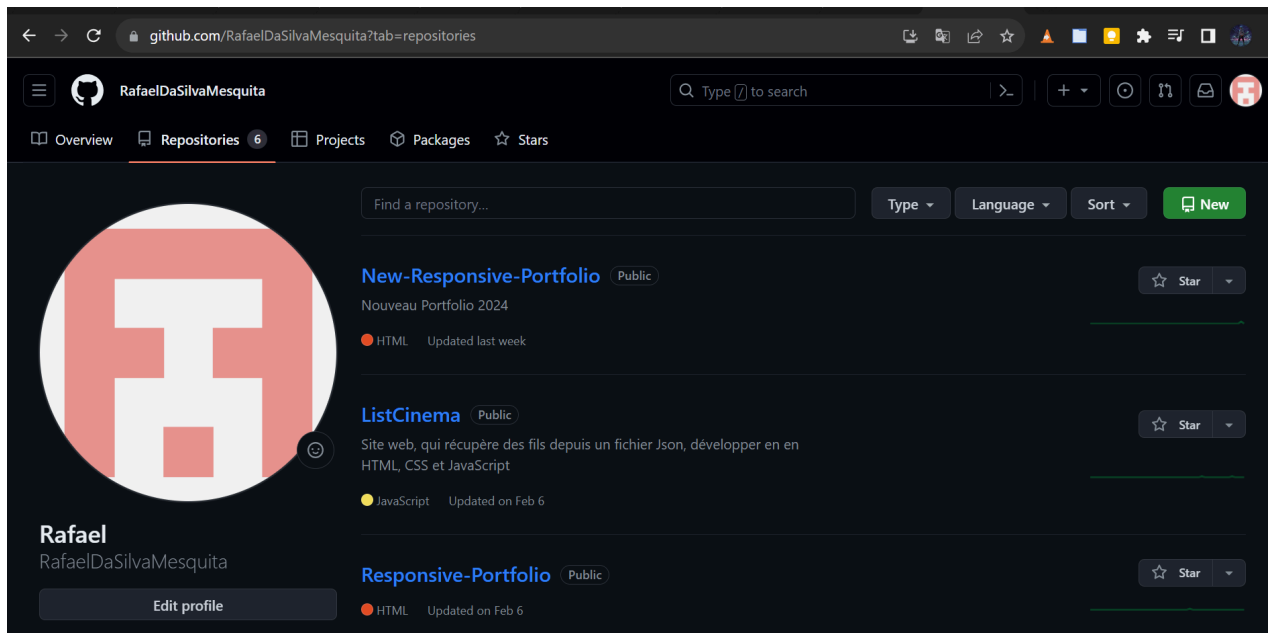 github.com/RafaelDaSilvaMesquita?tab=repositories
RafaelDaSilvaMesquita
Type / to search
Overview Repositories 6 Projects Packages Stars
Find a repository... Type Language Sort New
New-Responsive-Portfolio Public Star
Nouveau Portfolio 2024
HTML Updated last week
ListCinema Public Star
Site web, qui récupère des fils depuis un fichier Json, développer en en
HTML, CSS et JavaScript
JavaScript Updated on Feb 6
Rafael
RafaelDaSilvaMesquita
Edit profile
Responsive-Portfolio Public Star
HTML Updated on Feb 6